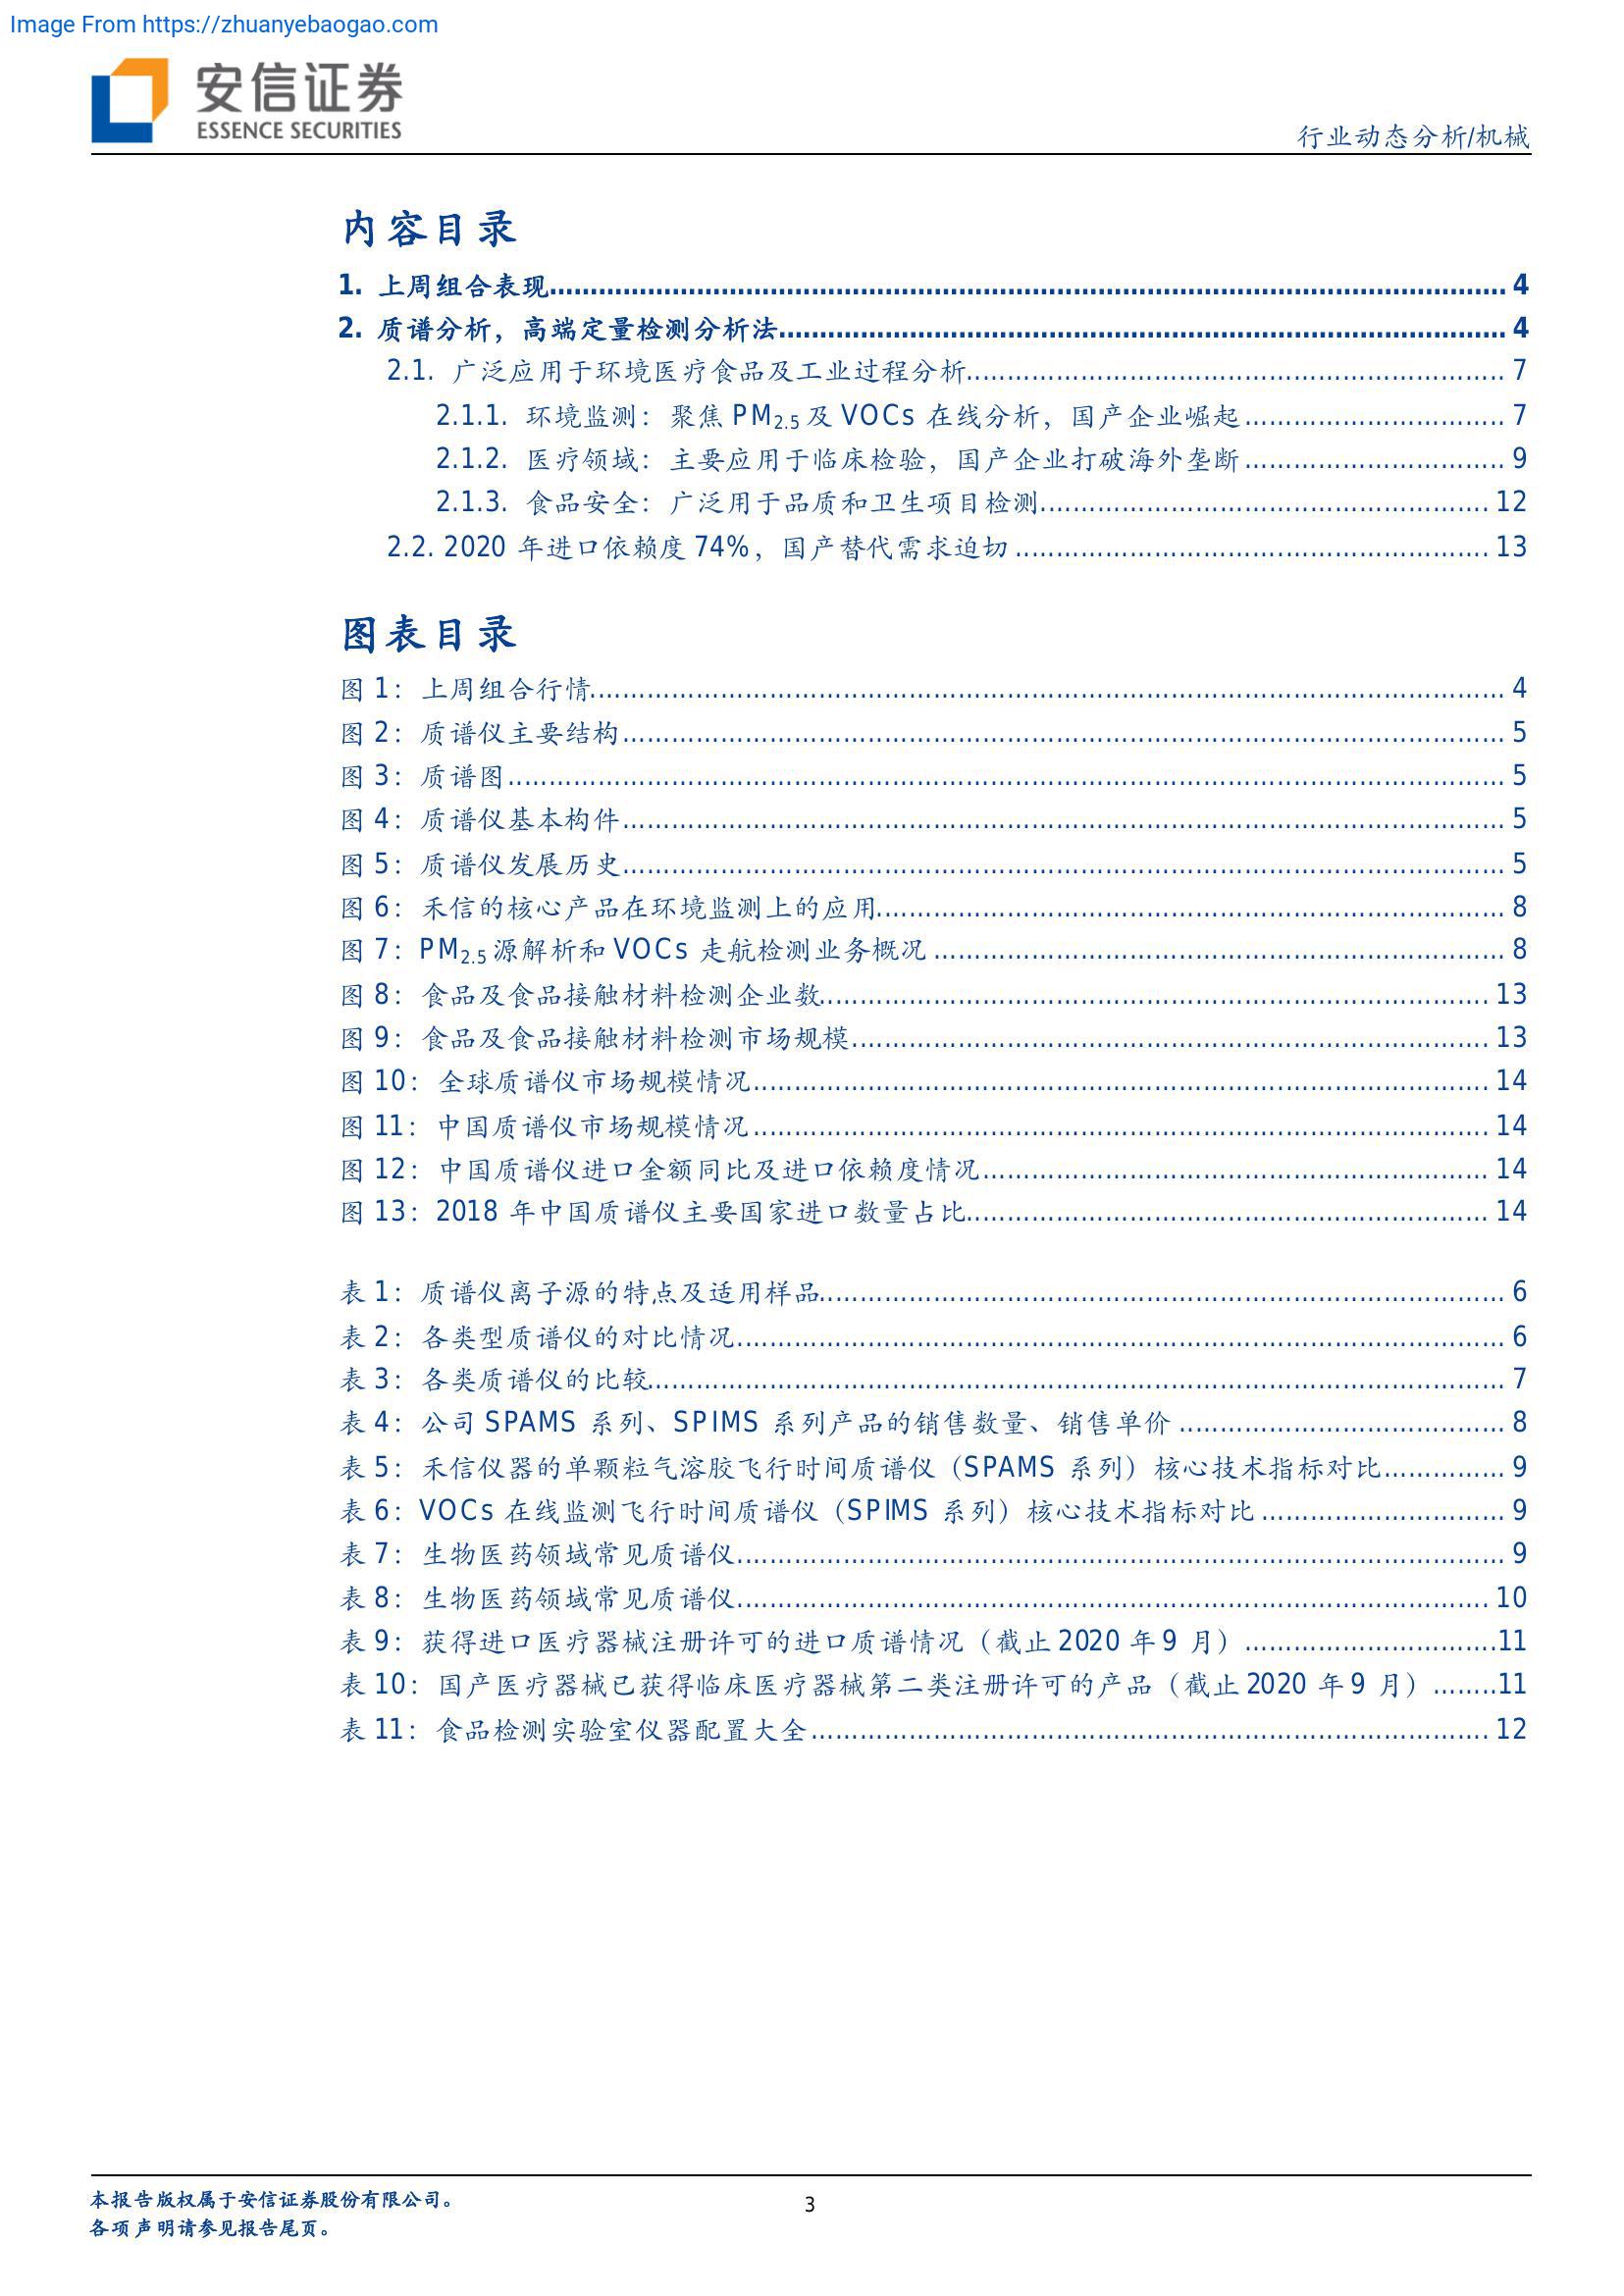 Image From https://zhuanyebaogao.com
安信证券
ESSENCE SECURITIES
行业动态分析/机械
内容目录
1. 上周组合表现 4
2. 质谱分析，高端定量检测分析法 4
2.1. 广泛应用于环境医疗食品及工业过程分析 7
2.1.1. 环境监测：聚焦 PM2.5 及 VOCs 在线分析，国产企业崛起 7
2.1.2. 医疗领域：主要应用于临床检验，国产企业打破海外垄断 9
2.1.3. 食品安全：广泛用于品质和卫生项目检测 12
2.2. 2020 年进口依赖度 74%，国产替代需求迫切 13
图表目录
图 1：上周组合行情 4
图 2：质谱仪主要结构 5
图 3：质谱图 5
图 4：质谱仪基本构件 5
图 5：质谱仪发展历史 5
图 6：禾信的核心产品在环境监测上的应用 8
图 7：PM2.5 源解析和 VOCs 走航检测业务概况 8
图 8：食品及食品接触材料检测企业数 13
图 9：食品及食品接触材料检测市场规模 13
图 10：全球质谱仪市场规模情况 14
图 11：中国质谱仪市场规模情况 14
图 12：中国质谱仪进口金额同比及进口依赖度情况 14
图 13：2018 年中国质谱仪主要国家进口数量占比 14
表 1：质谱仪离子源的特点及适用样品 6
表 2：各类型质谱仪的对比情况 6
表 3：各类质谱仪的比较 7
表 4：公司 SPAMS 系列、SPIMS 系列产品的销售数量、销售单价 8
表 5：禾信仪器的单颗粒气溶胶飞行时间质谱仪（SPAMS 系列）核心技术指标对比 9
表 6：VOCs 在线监测飞行时间质谱仪（SPIMS 系列）核心技术指标对比 9
表 7：生物医药领域常见质谱仪 9
表 8：生物医药领域常见质谱仪 10
表 9：获得进口医疗器械注册许可的进口质谱情况（截止 2020 年 9 月） 11
表 10：国产医疗器械已获得临床医疗器械第二类注册许可的产品（截止 2020 年 9 月） 11
表 11：食品检测实验室仪器配置大全 12
本报告版权属于安信证券股份有限公司。
3
各项声明请参见报告尾页。